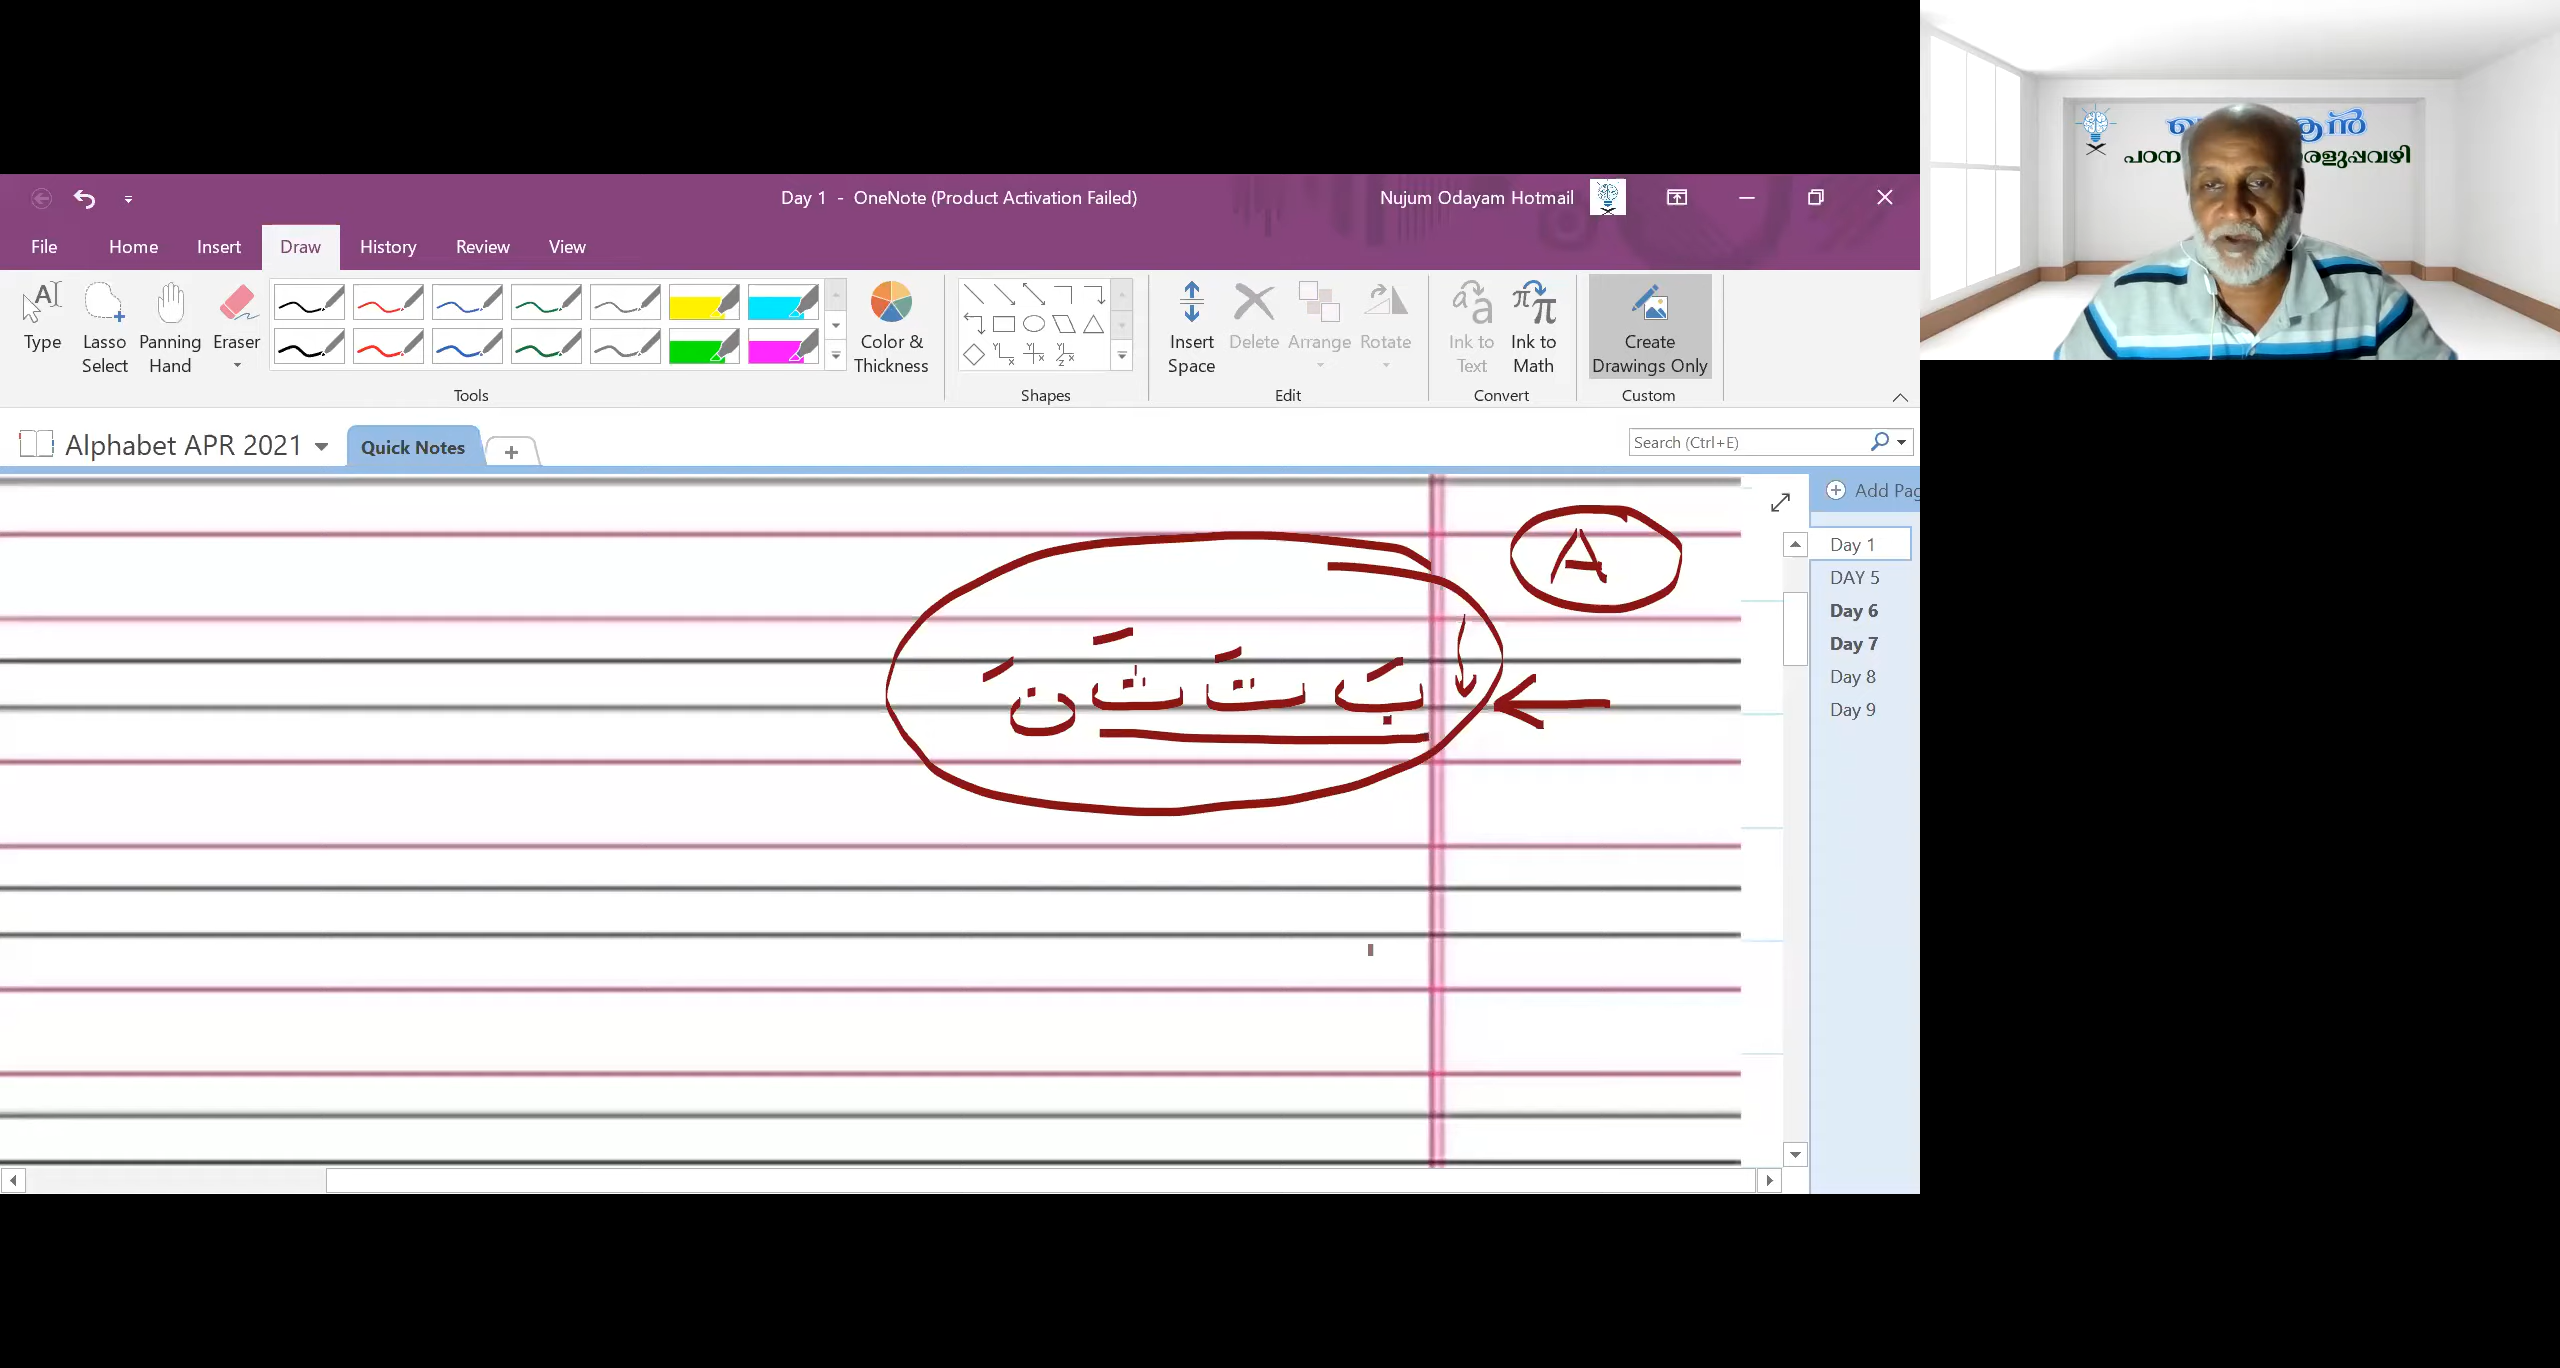 Day 1 - OneNote (Product Activation Failed)
Nujum Odayam Hotmail
File Home Insert Draw History Review View
Type
Lasso Select
Panning Hand
Eraser
Color & Thickness
Insert Space
Delete
Arrange
Rotate
Ink to Text
Ink to Math
Create Drawings Only
Tools Shapes Edit Convert Custom
Alphabet APR 2021
Quick Notes
Search (Ctrl+E)
Add Pag
Day 1
DAY 5
Day 6
Day 7
Day 8
Day 9
A
بَ تَ ثَ نَ